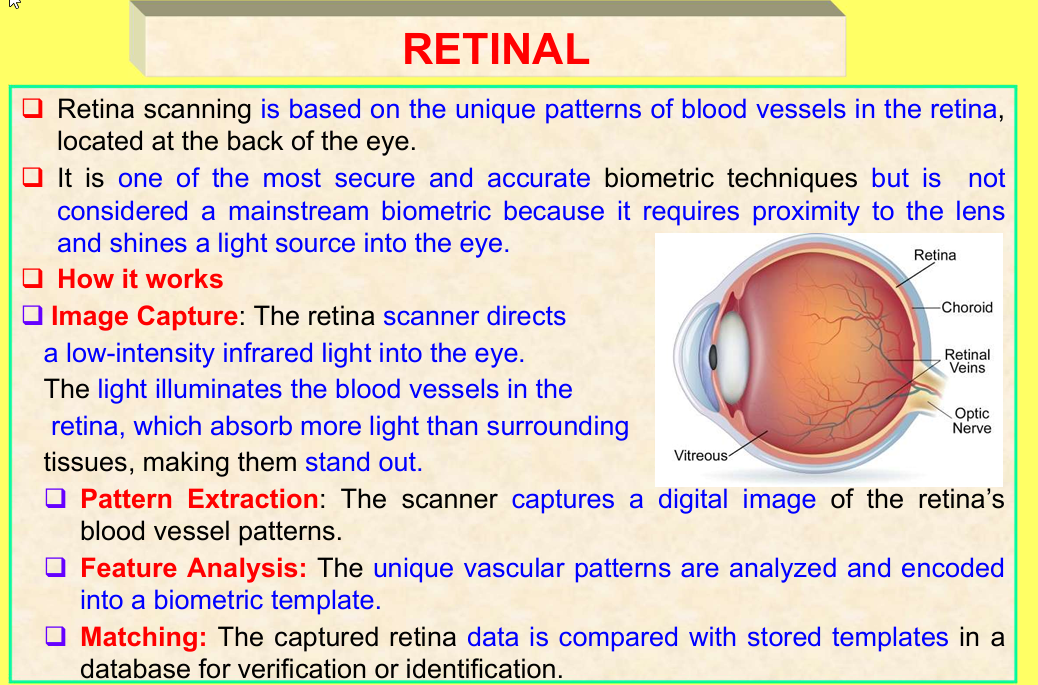 RETINAL
Retina scanning is based on the unique patterns of blood vessels in the retina,
located at the back of the eye.
It is one of the most secure and accurate biometric techniques but is not
considered a mainstream biometric because it requires proximity to the lens
and shines a light source into the eye.
How it works
Image Capture: The retina scanner directs
a low-intensity infrared light into the eye.
The light illuminates the blood vessels in the
retina, which absorb more light than surrounding
tissues, making them stand out.
Retina
Choroid
Retinal
Veins
Optic
Nerve
Vitreous
Pattern Extraction: The scanner captures a digital image of the retina’s
blood vessel patterns.
Feature Analysis: The unique vascular patterns are analyzed and encoded
into a biometric template.
Matching: The captured retina data is compared with stored templates in a
database for verification or identification.